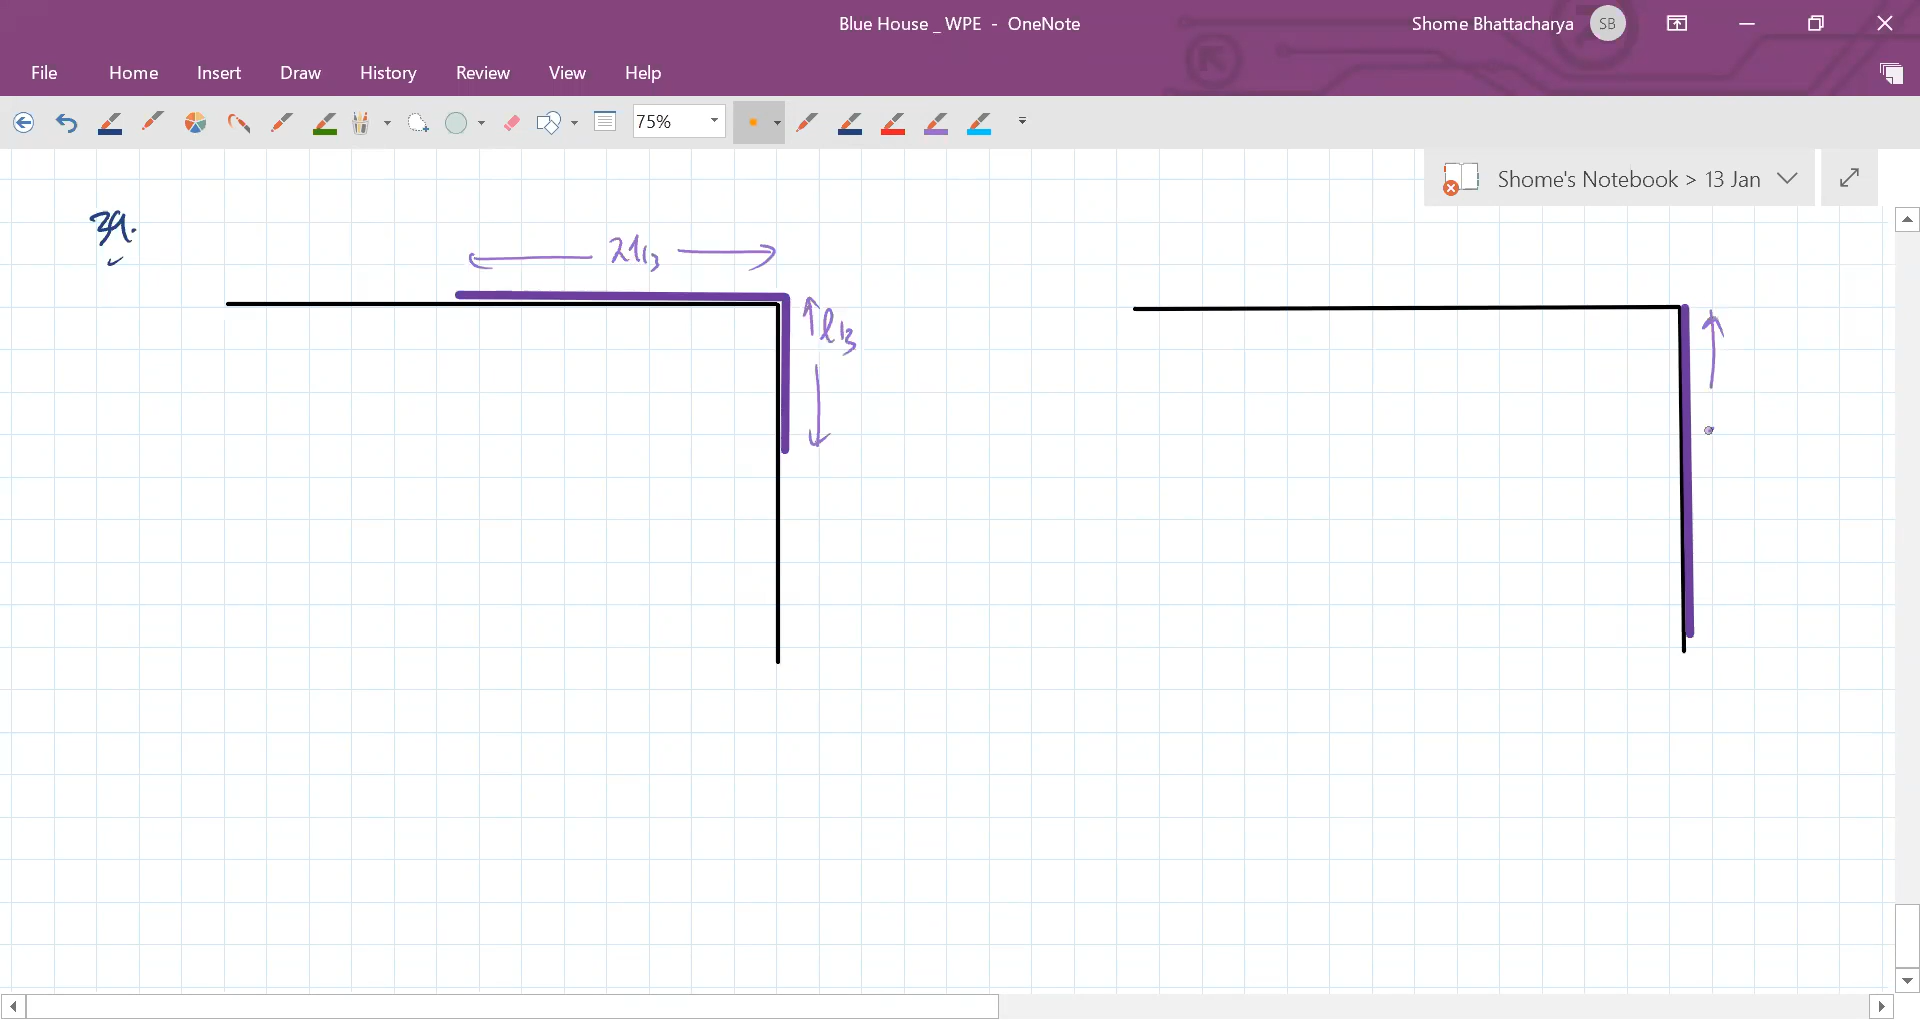 Blue House _ WPE - OneNote
Shome Bhattacharya SB
File Home Insert Draw History Review View Help
75%
Shome's Notebook > 13 Jan
39.
2l/3
l/3